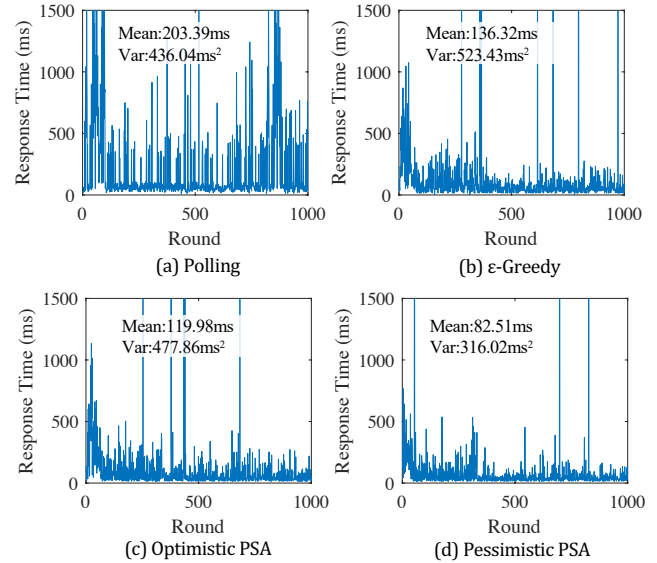 1500
Mean:203.39ms
Var:436.04ms²
1000
500
0
Response Time (ms)
0 500 1000
Round
(a) Polling
1500
Mean:136.32ms
Var:523.43ms²
1000
500
0
Response Time (ms)
0 500 1000
Round
(b) ε-Greedy
1500
Mean:119.98ms
Var:477.86ms²
1000
500
0
Response Time (ms)
0 500 1000
Round
(c) Optimistic PSA
1500
Mean:82.51ms
Var:316.02ms²
1000
500
0
Response Time (ms)
0 500 1000
Round
(d) Pessimistic PSA